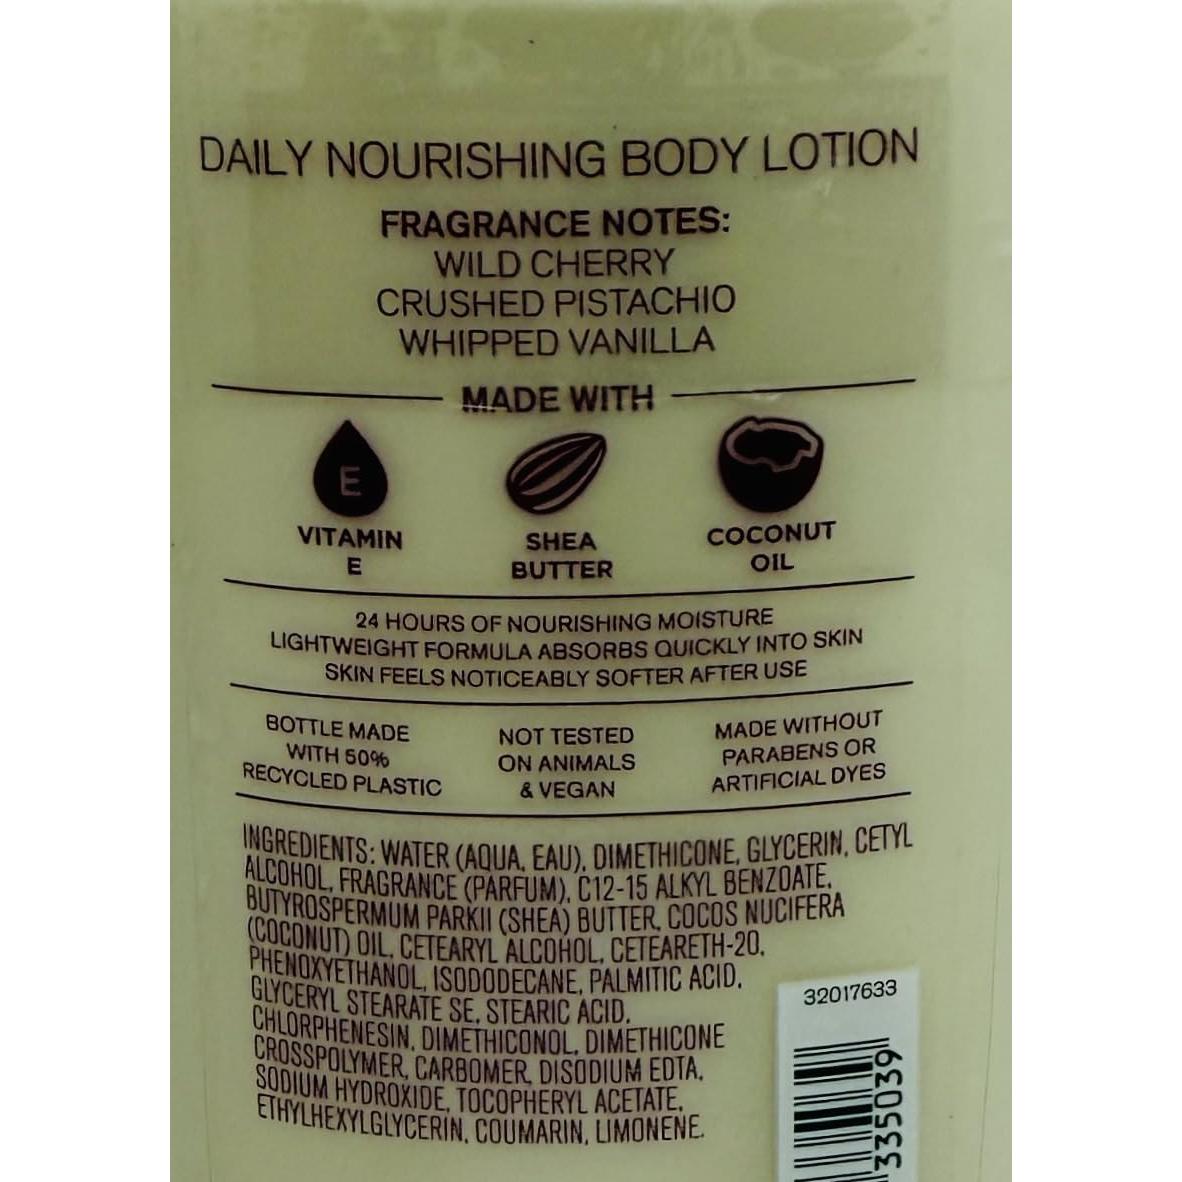 DAILY NOURISHING BODY LOTION
FRAGRANCE NOTES:
WILD CHERRY
CRUSHED PISTACHIO
WHIPPED VANILLA
MADE WITH
E
VITAMIN
E
SHEA
BUTTER
COCONUT
OIL
24 HOURS OF NOURISHING MOISTURE
LIGHTWEIGHT FORMULA ABSORBS QUICKLY INTO SKIN
SKIN FEELS NOTICEABLY SOFTER AFTER USE
BOTTLE MADE
WITH 50%
RECYCLED PLASTIC
NOT TESTED
ON ANIMALS
& VEGAN
MADE WITHOUT
PARABENS OR
ARTIFICIAL DYES
INGREDIENTS: WATER (AQUA, EAU), DIMETHICONE, GLYCERIN, CETYL
ALCOHOL, FRAGRANCE (PARFUM), C12-15 ALKYL BENZOATE,
BUTYROSPERMUM PARKII (SHEA) BUTTER, COCOS NUCIFERA
(COCONUT) OIL, CETEARYL ALCOHOL, CETEARETH-20,
PHENOXYETHANOL, ISODODECANE, PALMITIC ACID,
GLYCERYL STEARATE SE, STEARIC ACID,
CHLORPHENESIN, DIMETHICONOL, DIMETHICONE
CROSSPOLYMER, CARBOMER, DISODIUM EDTA,
SODIUM HYDROXIDE, TOCOPHERYL ACETATE,
ETHYLHEXYLGLYCERIN, COUMARIN, LIMONENE.
32017633
335039